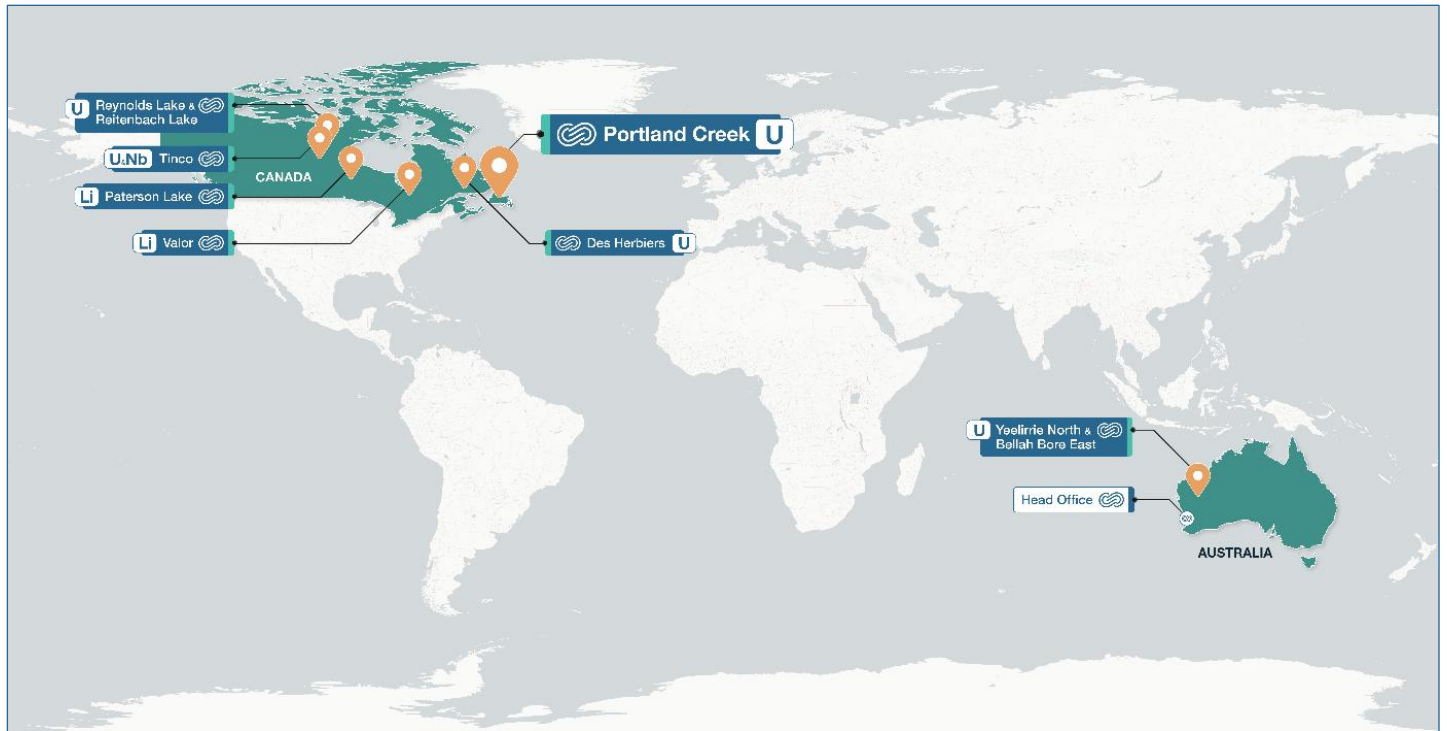 U
Reynolds Lake &
Reitenbach Lake
U&Nb Tinco
Li Paterson Lake
Li Valor
CANADA
Portland Creek U
Des Herbiers U
U
Yeelirrie North &
Bellah Bore East
Head Office
AUSTRALIA